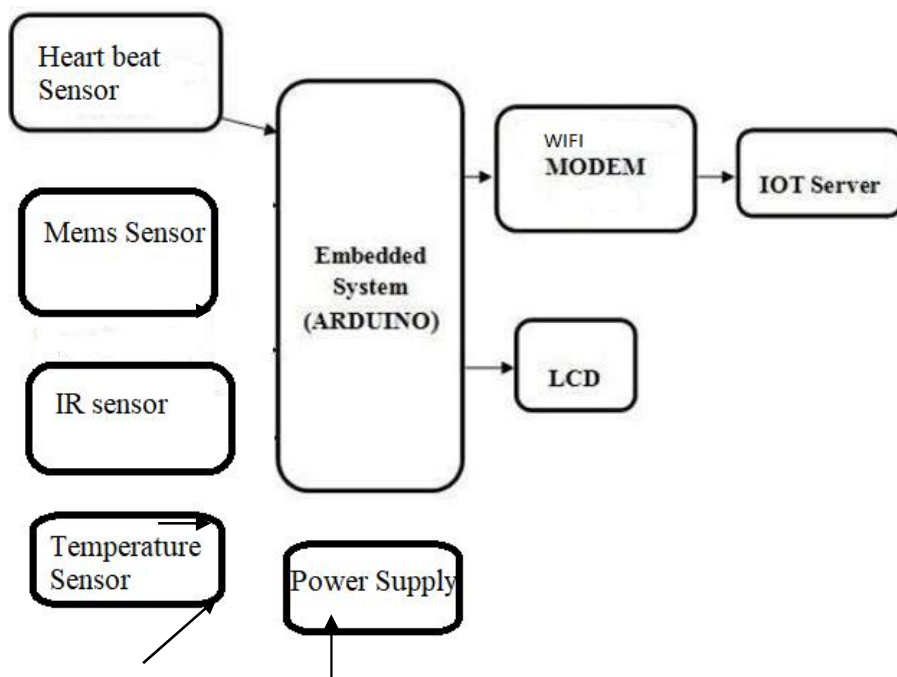 Heart beat
Sensor
Mems Sensor
IR sensor
Temperature
Sensor
Embedded
System
(ARDUINO)
Power Supply
WIFI
MODEM
IOT Server
LCD